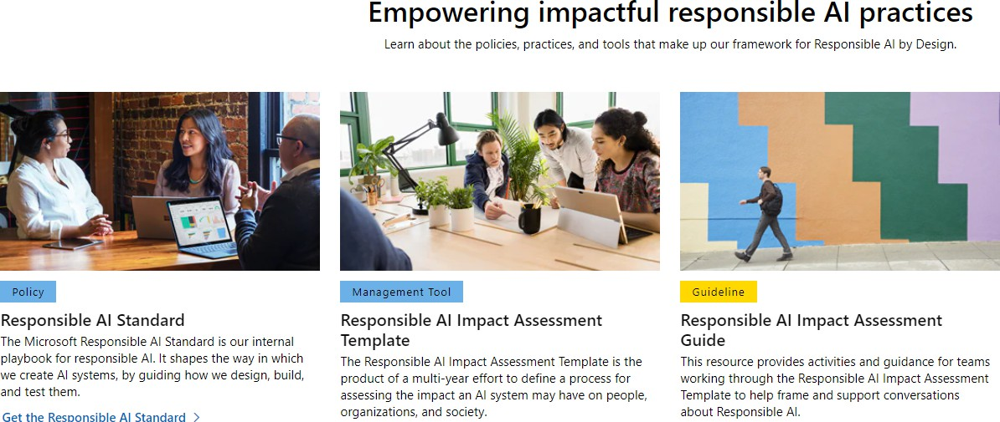 Empowering impactful responsible AI practices
Learn about the policies, practices, and tools that make up our framework for Responsible AI by Design.
Policy
Responsible AI Standard
The Microsoft Responsible AI Standard is our internal
playbook for responsible AI. It shapes the way in which
we create AI systems, by guiding how we design, build,
and test them.
Get the Responsible AI Standard
Management Tool
Responsible AI Impact Assessment
Template
The Responsible AI Impact Assessment Template is the
product of a multi-year effort to define a process for
assessing the impact an AI system may have on people,
organizations, and society.
Guideline
Responsible AI Impact Assessment
Guide
This resource provides activities and guidance for teams
working through the Responsible AI Impact Assessment
Template to help frame and support conversations
about Responsible AI.